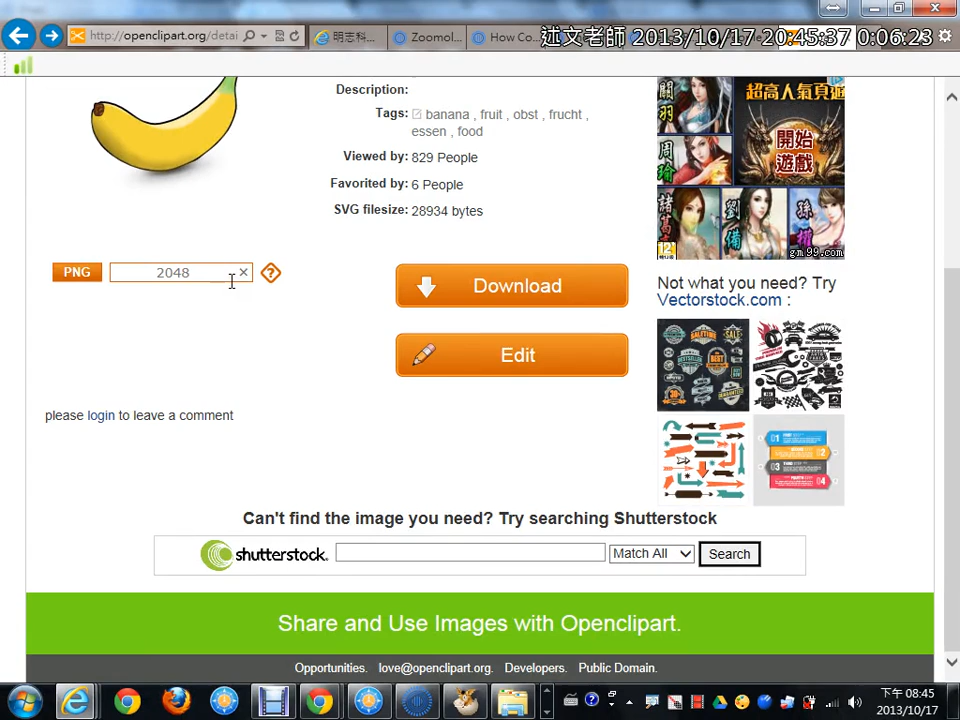 http://openclipart.org/detai
明志科...
Zoomol...
How Co...
述文老師 2013/10/17 20:45:37 0:06:23
Description:
Tags: banana , fruit , obst , frucht ,
essen , food
Viewed by: 829 People
Favorited by: 6 People
SVG filesize: 28934 bytes
PNG
2048
Download
Edit
please login to leave a comment
關羽
周瑜
諸葛
劉備
孫權
超高人氣頁遊
開始
遊戲
gm99.com
Not what you need? Try
Vectorstock.com :
01
02
03
04
Can't find the image you need? Try searching Shutterstock
shutterstock
Match All
Search
Share and Use Images with Openclipart.
Opportunities. love@openclipart.org. Developers. Public Domain.
下午 08:45
2013/10/17